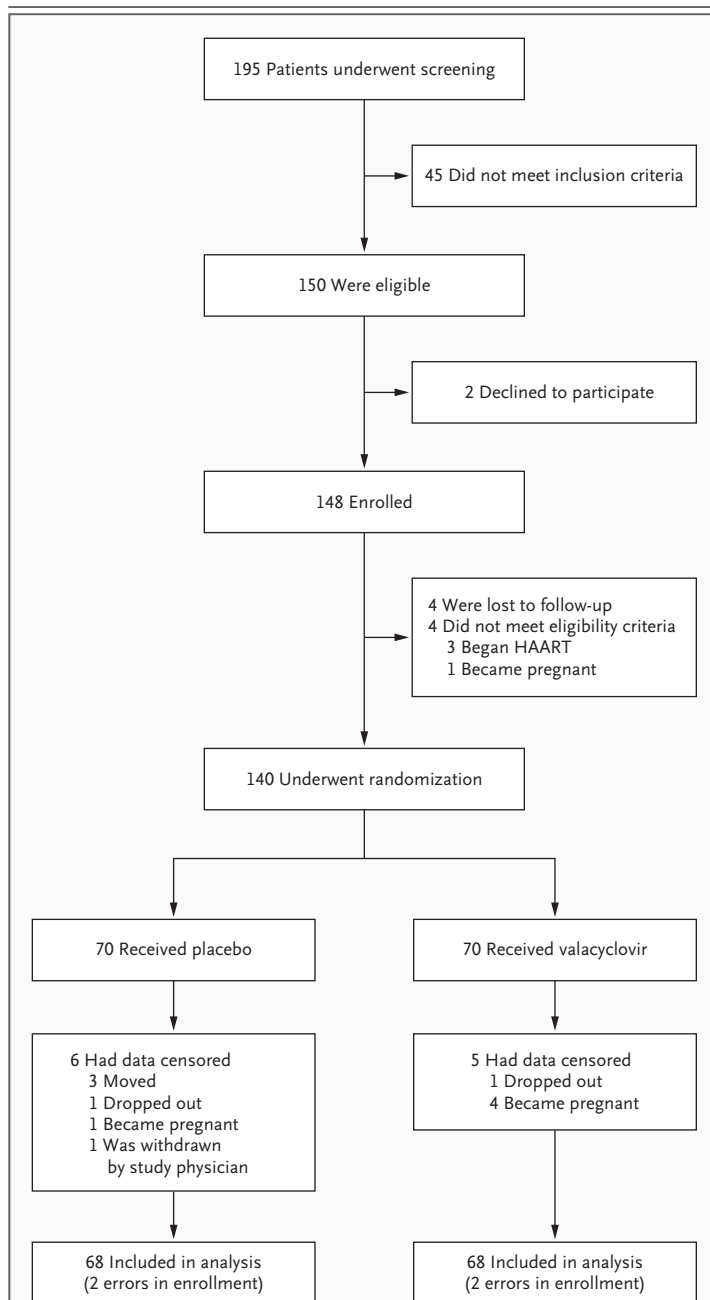 195 Patients underwent screening
45 Did not meet inclusion criteria
150 Were eligible
2 Declined to participate
148 Enrolled
4 Were lost to follow-up
4 Did not meet eligibility criteria
3 Began HAART
1 Became pregnant
140 Underwent randomization
70 Received placebo
70 Received valacyclovir
6 Had data censored
3 Moved
1 Dropped out
1 Became pregnant
1 Was withdrawn
by study physician
5 Had data censored
1 Dropped out
4 Became pregnant
68 Included in analysis
(2 errors in enrollment)
68 Included in analysis
(2 errors in enrollment)